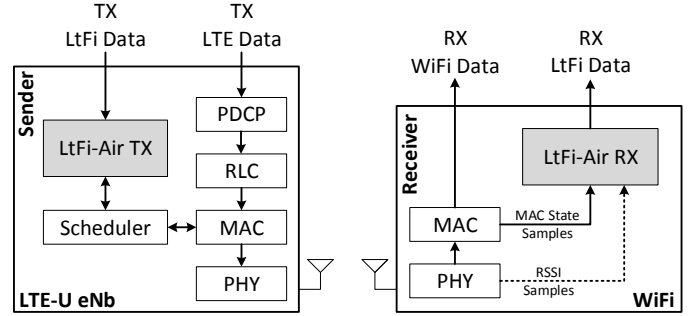 TX
LtFi Data
TX
LTE Data
Sender
PDCP
LtFi-Air TX
RLC
Scheduler
MAC
PHY
LTE-U eNb
RX
WiFi Data
RX
LtFi Data
Receiver
LtFi-Air RX
MAC
MAC State
Samples
PHY
RSSI
Samples
WiFi